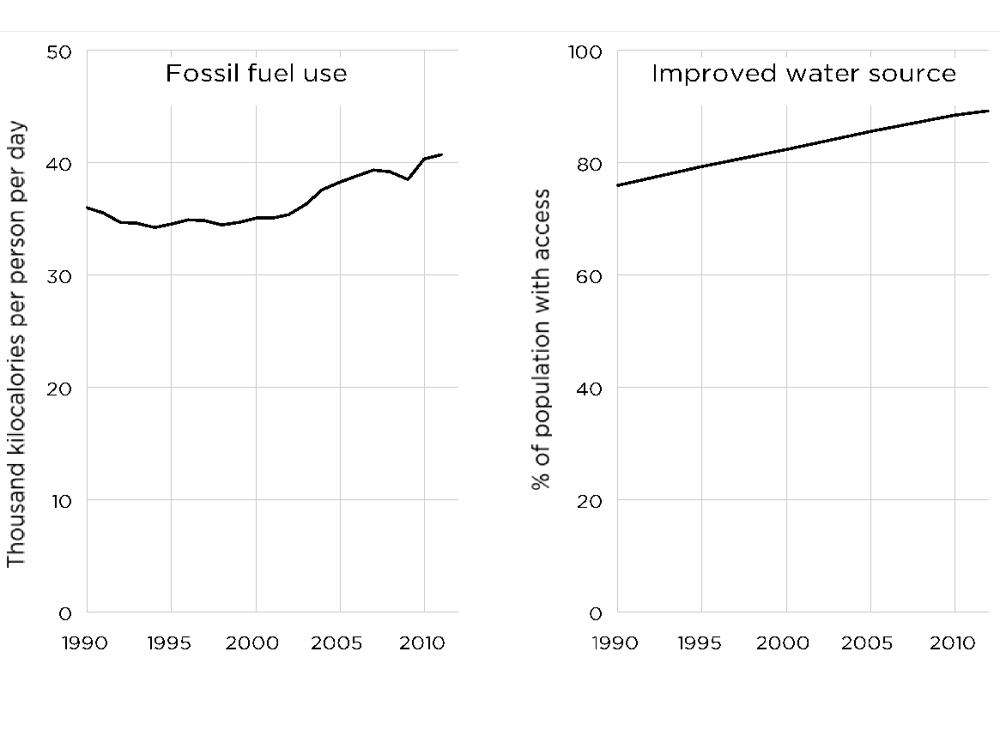 Fossil fuel use
Thousand kilocalories per person per day
50
40
30
20
10
0
1990 1995 2000 2005 2010
Improved water source
% of population with access
100
80
60
40
20
0
1990 1995 2000 2005 2010